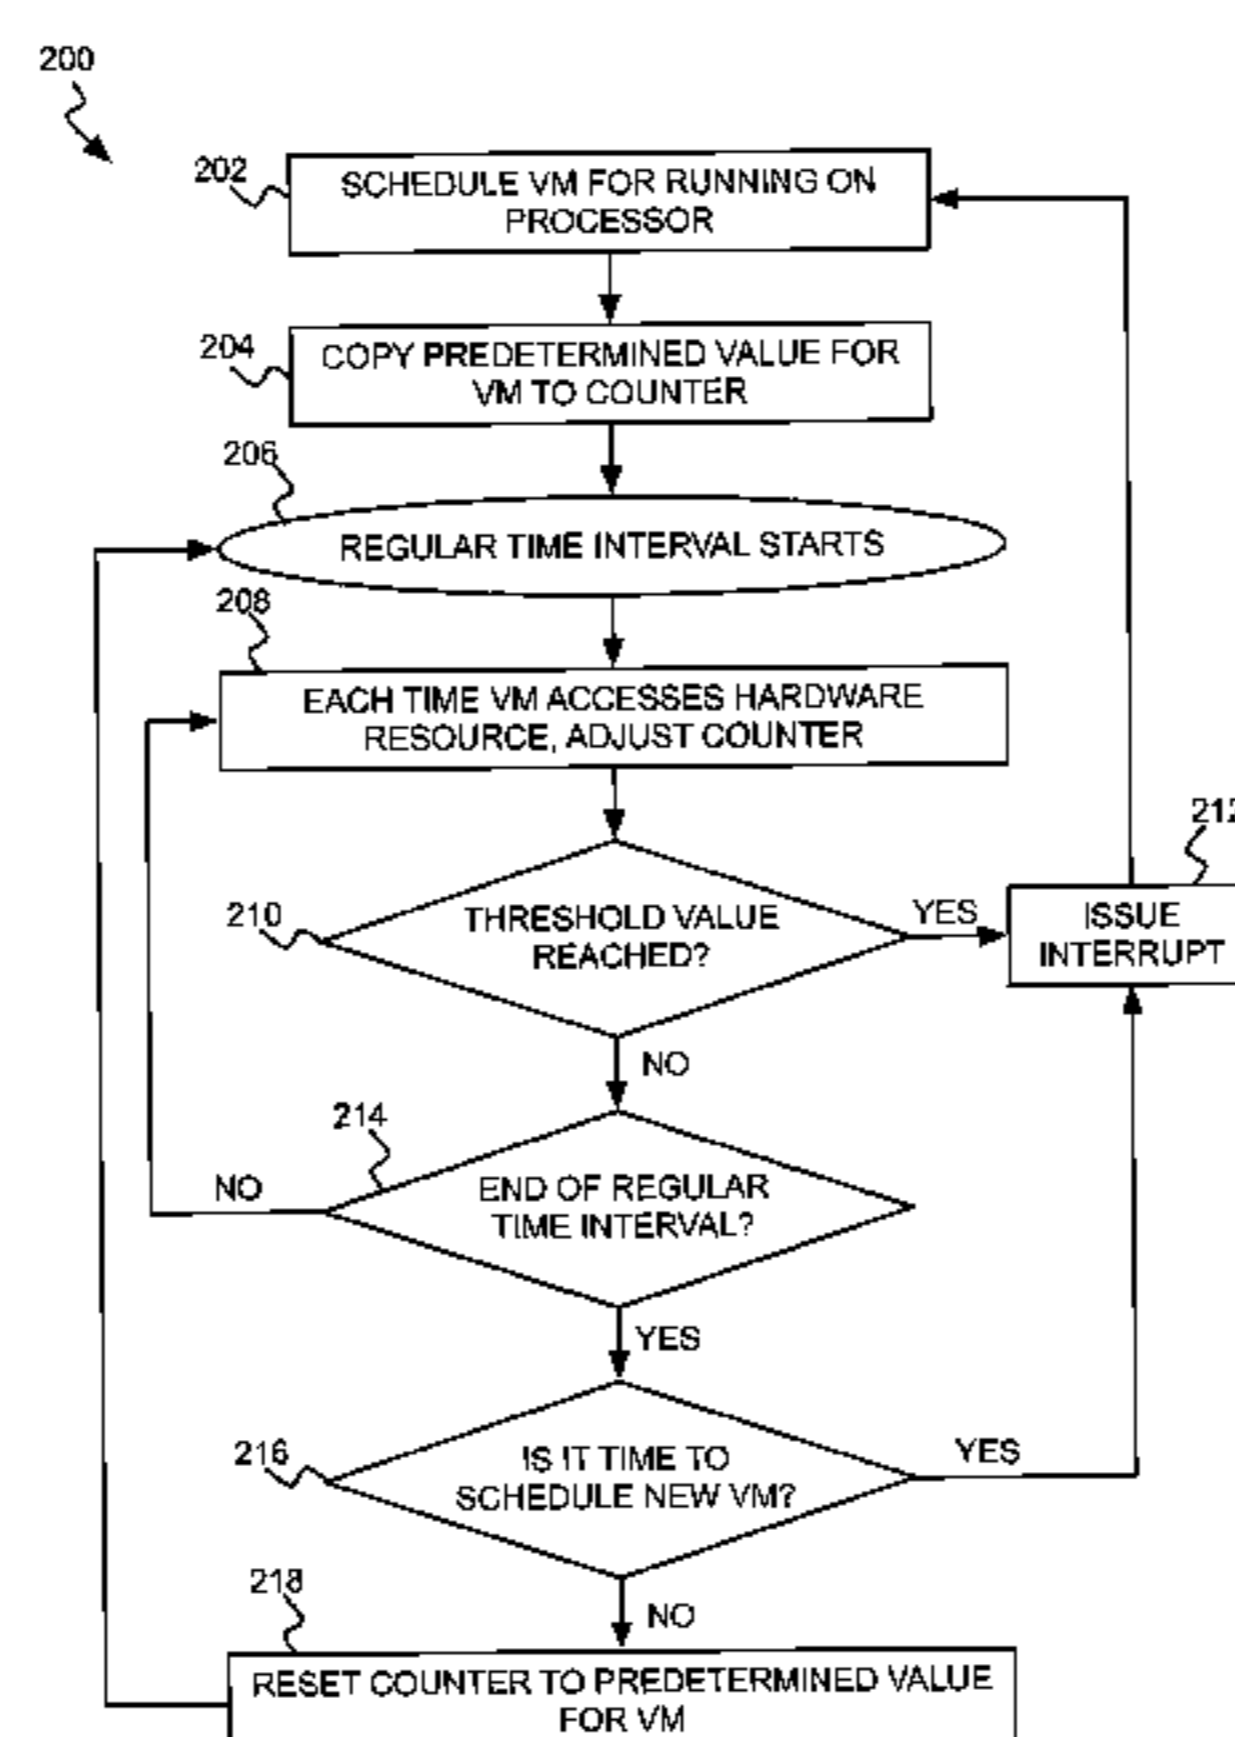 200
202
SCHEDULE VM FOR RUNNING ON
PROCESSOR
204
COPY PREDETERMINED VALUE FOR
VM TO COUNTER
206
REGULAR TIME INTERVAL STARTS
208
EACH TIME VM ACCESSES HARDWARE
RESOURCE, ADJUST COUNTER
212
210
THRESHOLD VALUE
REACHED?
YES
ISSUE
INTERRUPT
NO
214
NO
END OF REGULAR
TIME INTERVAL?
YES
216
IS IT TIME TO
SCHEDULE NEW VM?
YES
218
NO
RESET COUNTER TO PREDETERMINED VALUE
FOR VM